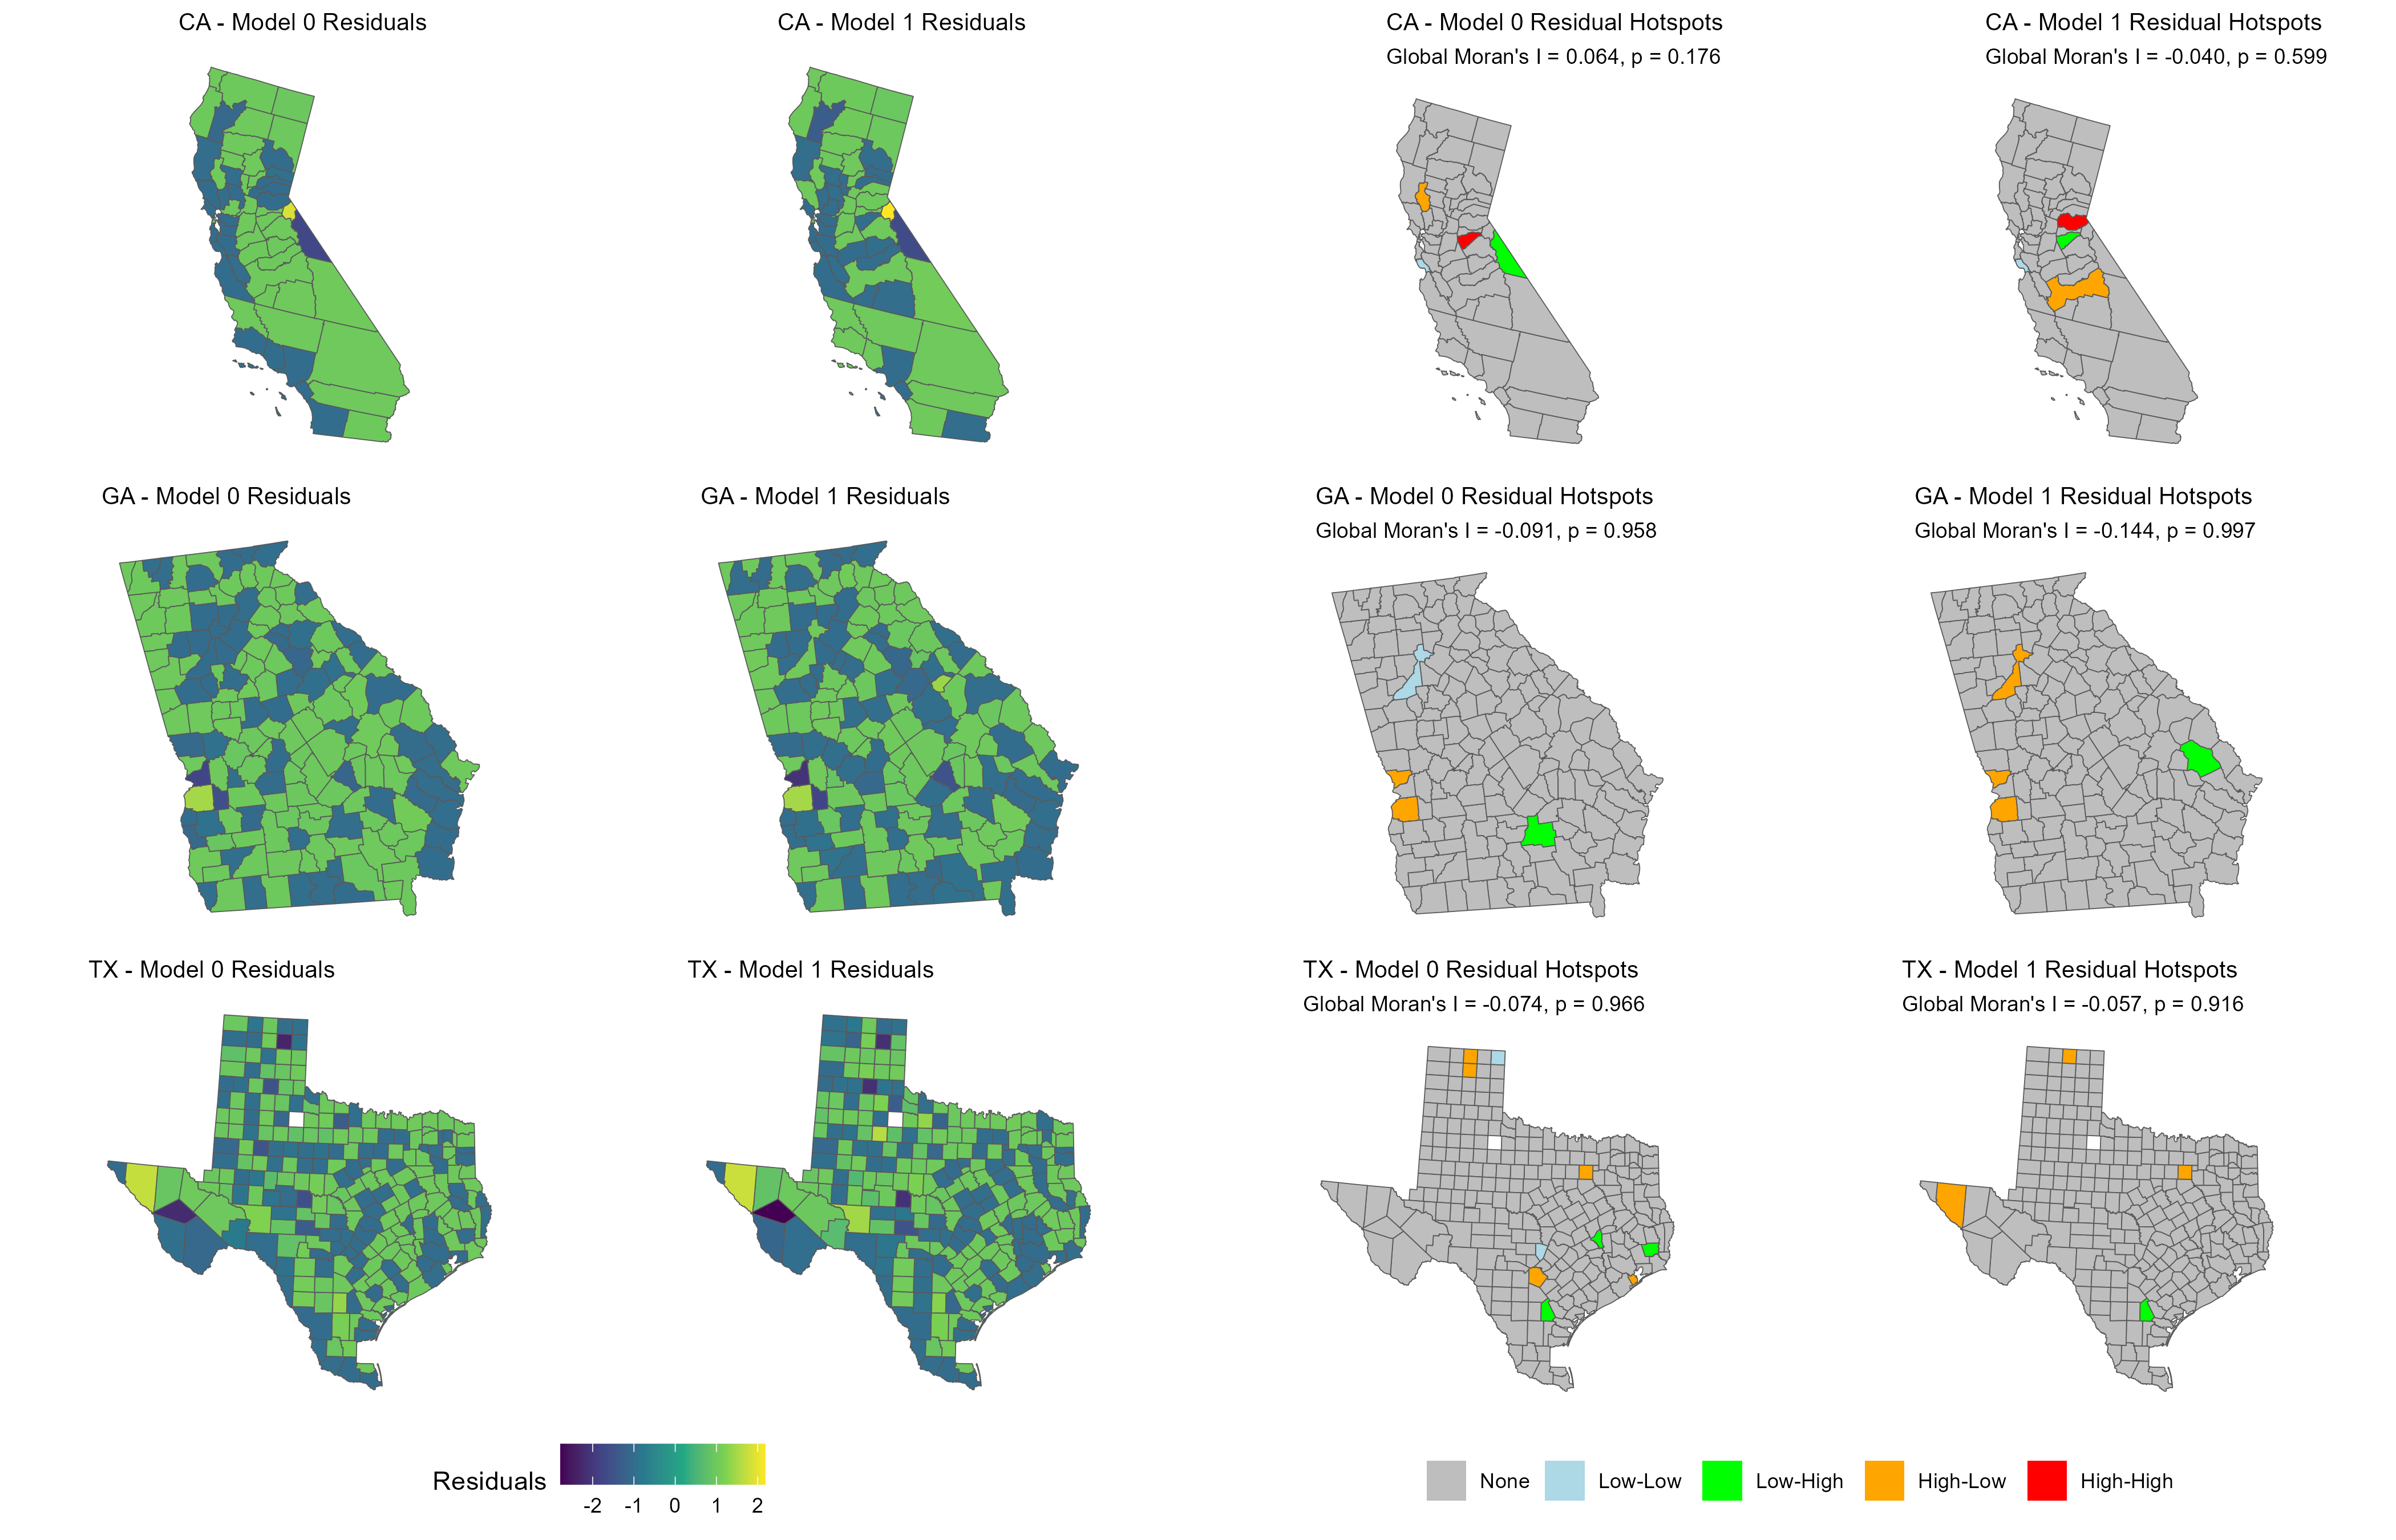 CA - Model 0 Residuals
CA - Model 1 Residuals
CA - Model 0 Residual Hotspots
Global Moran's I = 0.064, p = 0.176
CA - Model 1 Residual Hotspots
Global Moran's I = -0.040, p = 0.599
GA - Model 0 Residuals
GA - Model 1 Residuals
GA - Model 0 Residual Hotspots
Global Moran's I = -0.091, p = 0.958
GA - Model 1 Residual Hotspots
Global Moran's I = -0.144, p = 0.997
TX - Model 0 Residuals
TX - Model 1 Residuals
TX - Model 0 Residual Hotspots
Global Moran's I = -0.074, p = 0.966
TX - Model 1 Residual Hotspots
Global Moran's I = -0.057, p = 0.916
Residuals
-2 -1 0 1 2
None Low-Low Low-High High-Low High-High